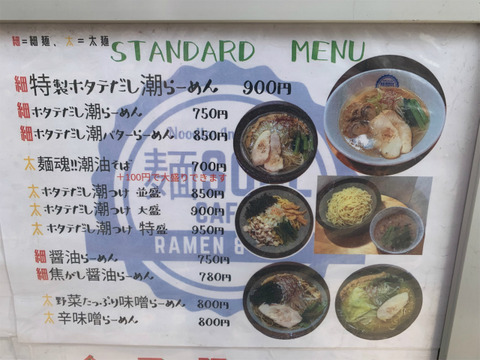 細=細麺、太=太麺
STANDARD MENU
細 特製ホタテだし潮らーめん 900円
細 ホタテだし潮らーめん 750円
細 ホタテだし潮バターらーめん 850円
Noodle
太 麺魂!!潮油そば 700円
+100円で大盛りできます
太 ホタテだし潮つけ 並盛 850円
太 ホタテだし潮つけ 大盛 900円
太 ホタテだし潮つけ 特盛 950円
麺
CAFE
RAMEN &
細 醤油らーめん 750円
細 焦がし醤油らーめん 780円
太 野菜たっぷり味噌らーめん 800円
太 辛味噌らーめん 800円